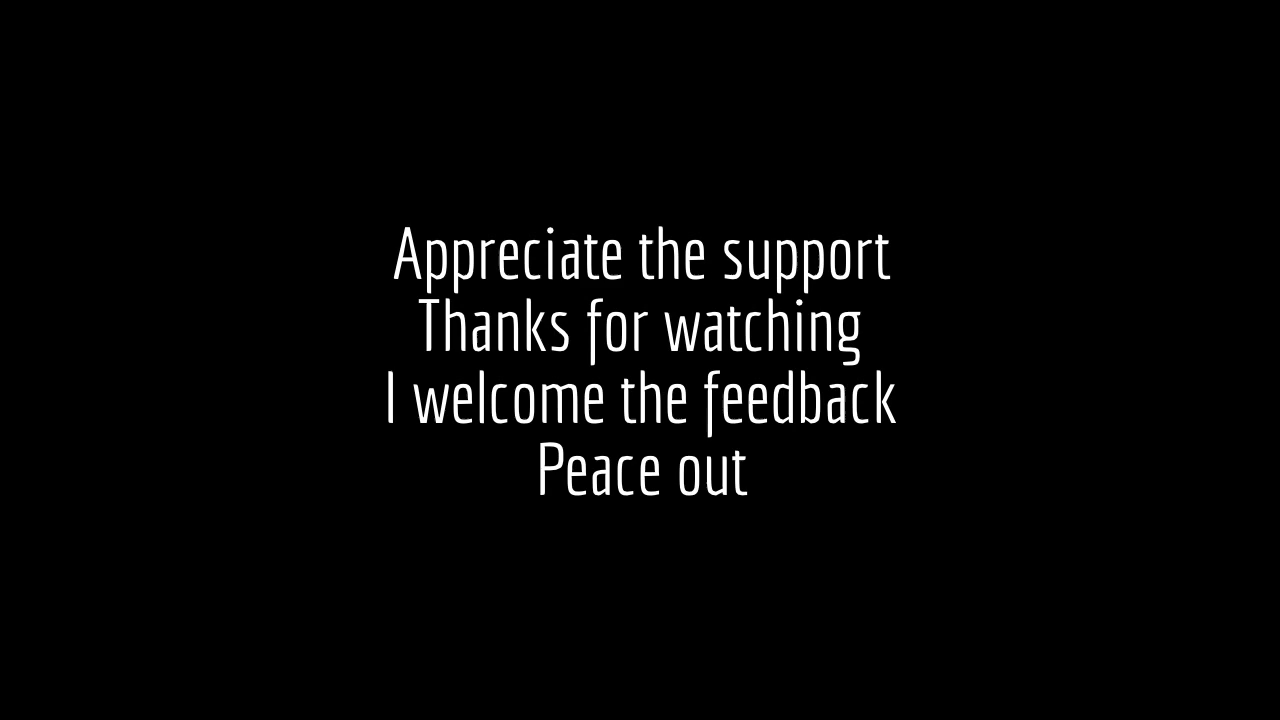 Appreciate the support
Thanks for watching
I welcome the feedback
Peace out